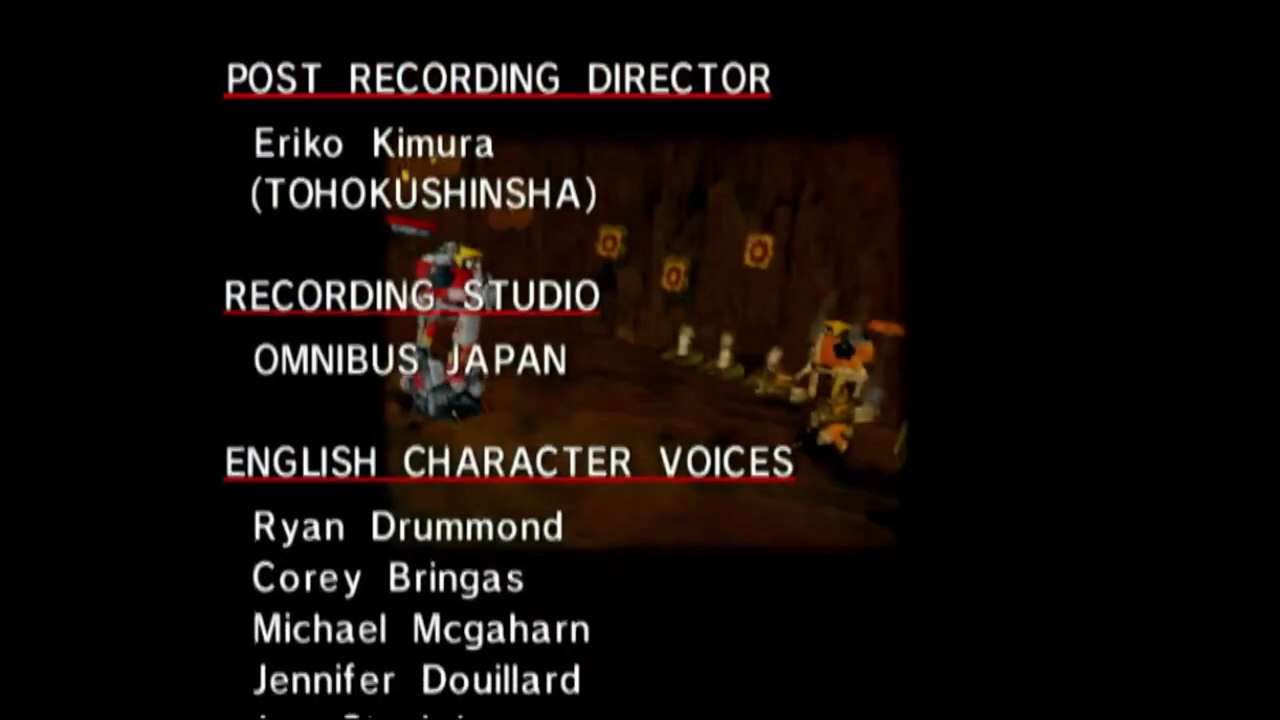 POST RECORDING DIRECTOR
Eriko Kimura
(TOHOKUSHINSHA)
RECORDING STUDIO
OMNIBUS JAPAN
ENGLISH CHARACTER VOICES
Ryan Drummond
Corey Bringas
Michael Mcgaharn
Jennifer Douillard